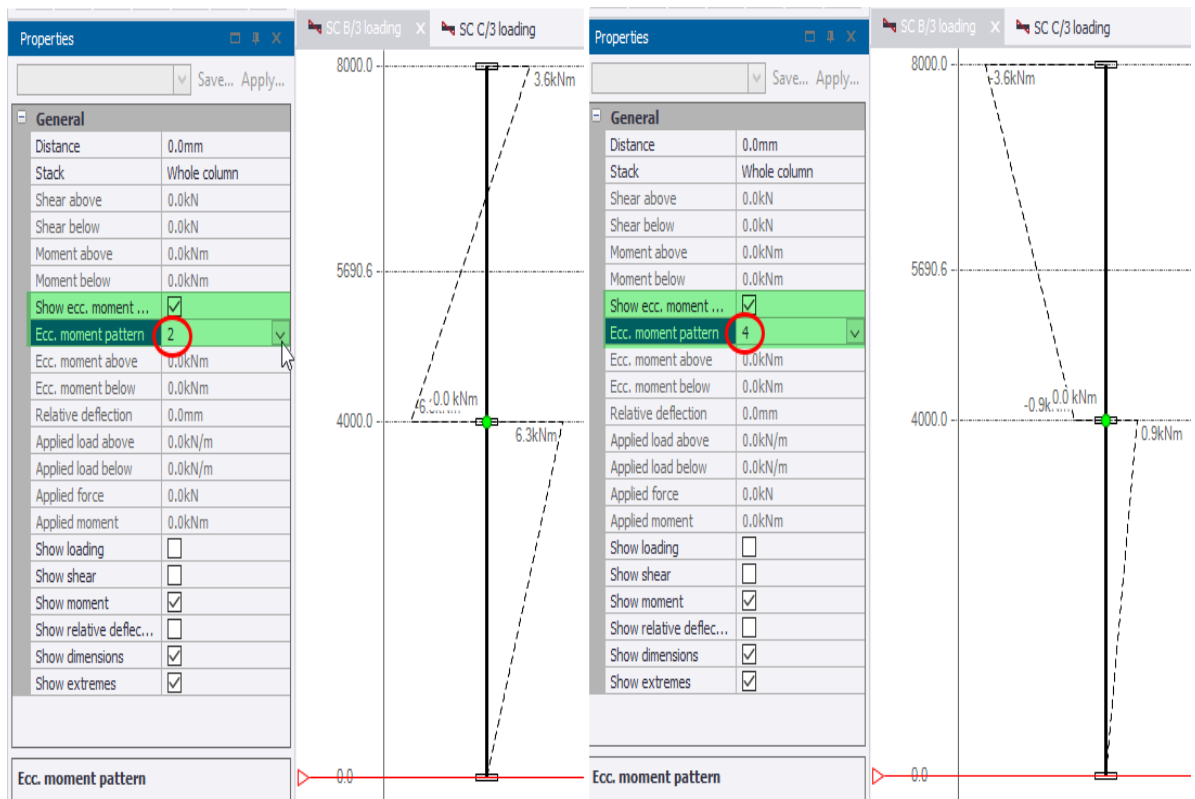 Properties
Save... Apply...
General
Distance 0.0mm
Stack Whole column
Shear above 0.0kN
Shear below 0.0kN
Moment above 0.0kNm
Moment below 0.0kNm
Show ecc. moment ...
Ecc. moment pattern 2
Ecc. moment above 0.0kNm
Ecc. moment below 0.0kNm
Relative deflection 0.0mm
Applied load above 0.0kN/m
Applied load below 0.0kN/m
Applied force 0.0kN
Applied moment 0.0kNm
Show loading
Show shear
Show moment
Show relative deflec...
Show dimensions
Show extremes
Ecc. moment pattern
SC B/3 loading X SC C/3 loading
8000.0
3.6kNm
5690.6
0.0 kNm
4000.0
6.3kNm
0.0
Properties
Save... Apply...
General
Distance 0.0mm
Stack Whole column
Shear above 0.0kN
Shear below 0.0kN
Moment above 0.0kNm
Moment below 0.0kNm
Show ecc. moment ...
Ecc. moment pattern 4
Ecc. moment above 0.0kNm
Ecc. moment below 0.0kNm
Relative deflection 0.0mm
Applied load above 0.0kN/m
Applied load below 0.0kN/m
Applied force 0.0kN
Applied moment 0.0kNm
Show loading
Show shear
Show moment
Show relative deflec...
Show dimensions
Show extremes
Ecc. moment pattern
SC B/3 loading X SC C/3 loading
8000.0
-3.6kNm
5690.6
0.0 kNm
4000.0
0.9kNm
0.0